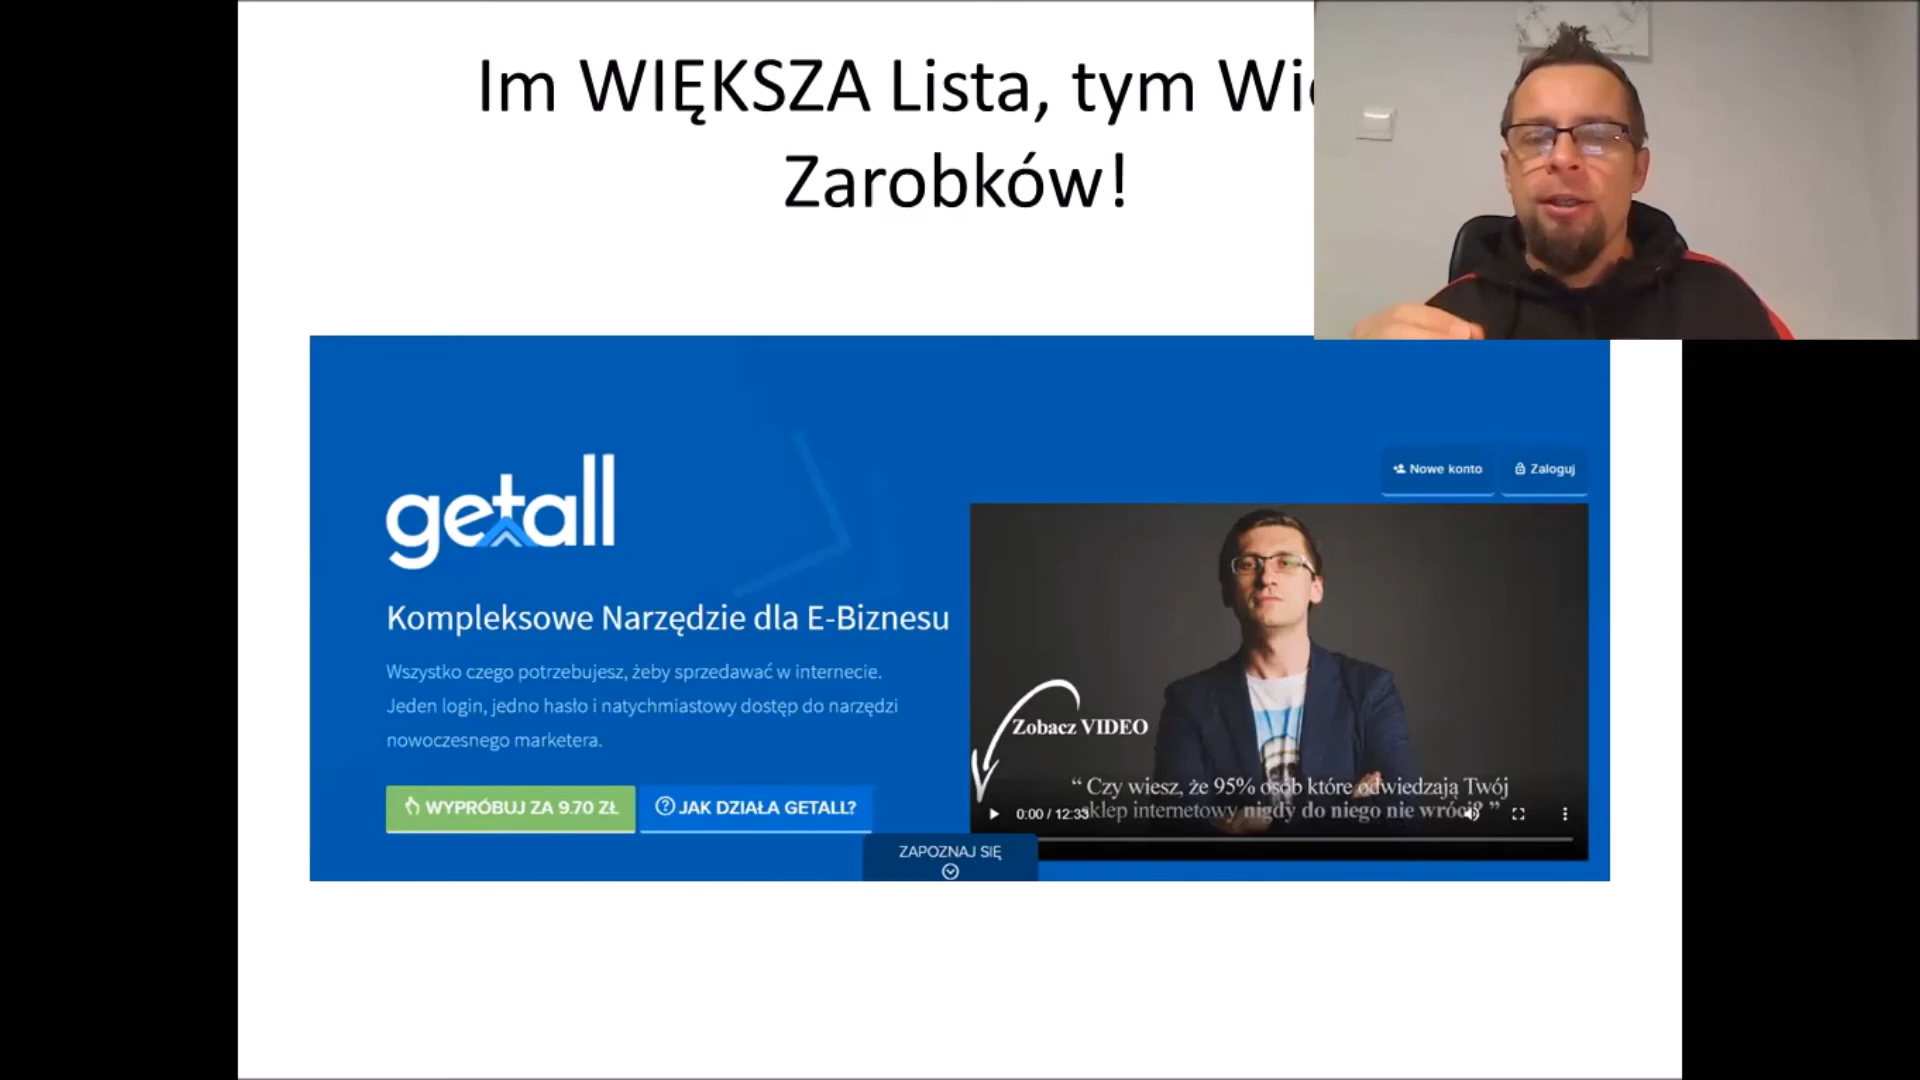 Im WIĘKSZA Lista, tym
Zarobków!
getall
Nowe konto
Zaloguj
Kompleksowe Narzędzie dla E-Biznesu
Wszystko czego potrzebujesz, żeby sprzedawać w internecie.
Jeden login, jedno hasło i natychmiastowy dostęp do narzędzi
nowoczesnego marketera.
WYPRÓBUJ ZA 9.70 ZŁ
JAK DZIAŁA GETALL?
ZAPOZNAJ SIĘ
Zobacz VIDEO
“ Czy wiesz, że 95% osób które odwiedzają Twój
sklep internetowy nigdy do niego nie wróci? ”
0:00 / 12:33